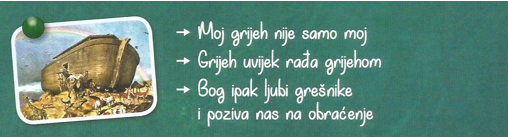 → Moj grijeh nije samo moj
→ Grijeh uvijek rađa grijehom
→ Bog ipak ljubi grešnike
i poziva nas na obraćenje